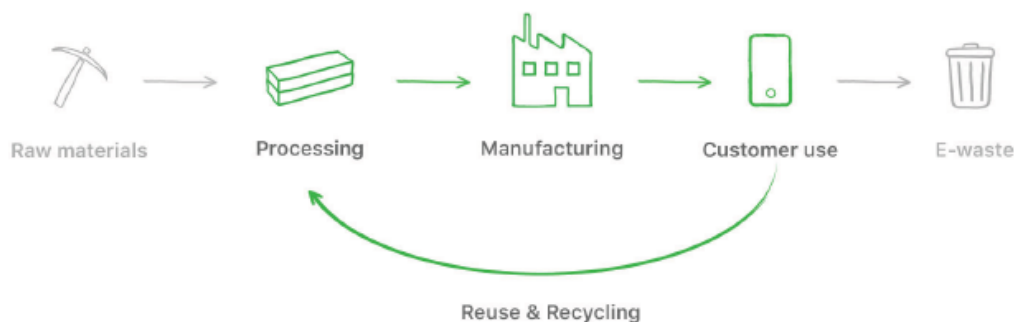 Raw materials
Processing
Manufacturing
Customer use
E-waste
Reuse & Recycling